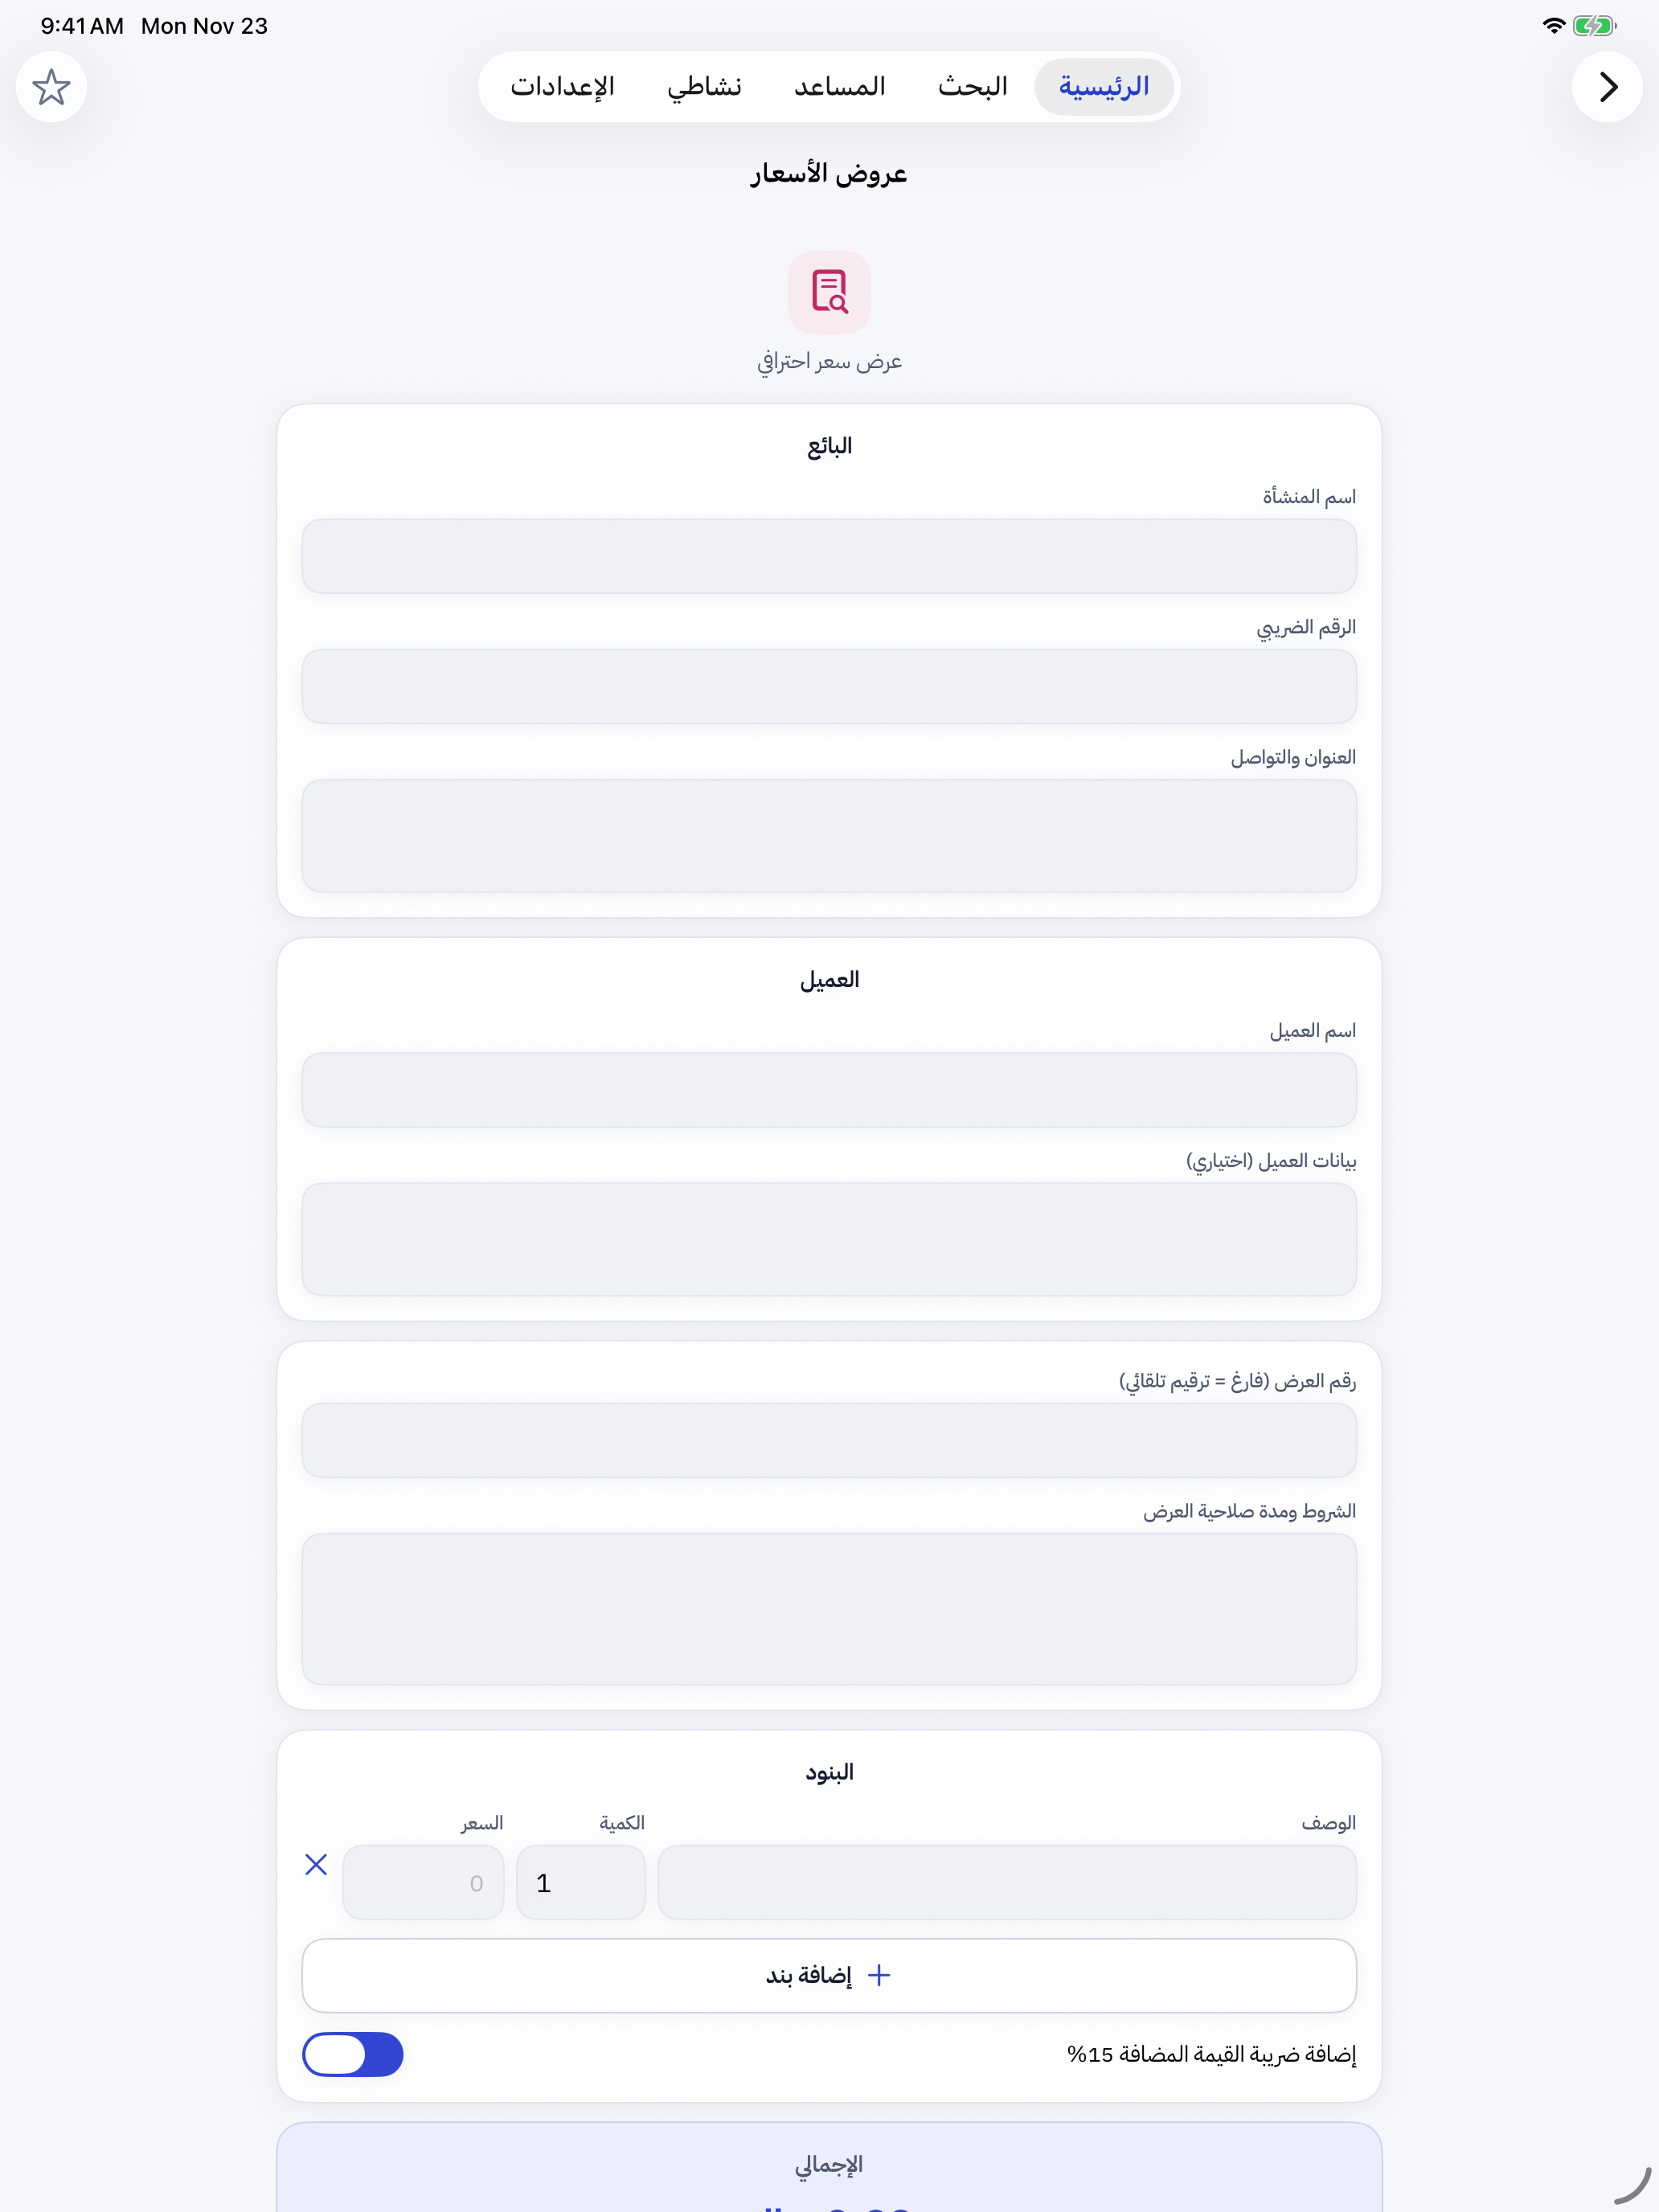 9:41 AM Mon Nov 23
الرئيسية البحث المساعد نشاطي الإعدادات
عروض الأسعار
عرض سعر احترافي
البائع
اسم المنشأة
الرقم الضريبي
العنوان والتواصل
العميل
اسم العميل
بيانات العميل (اختياري)
رقم العرض (فارغ = ترقيم تلقائي)
الشروط ومدة صلاحية العرض
البنود
الوصف الكمية السعر
1 0
إضافة بند
إضافة ضريبة القيمة المضافة 15%
الإجمالي